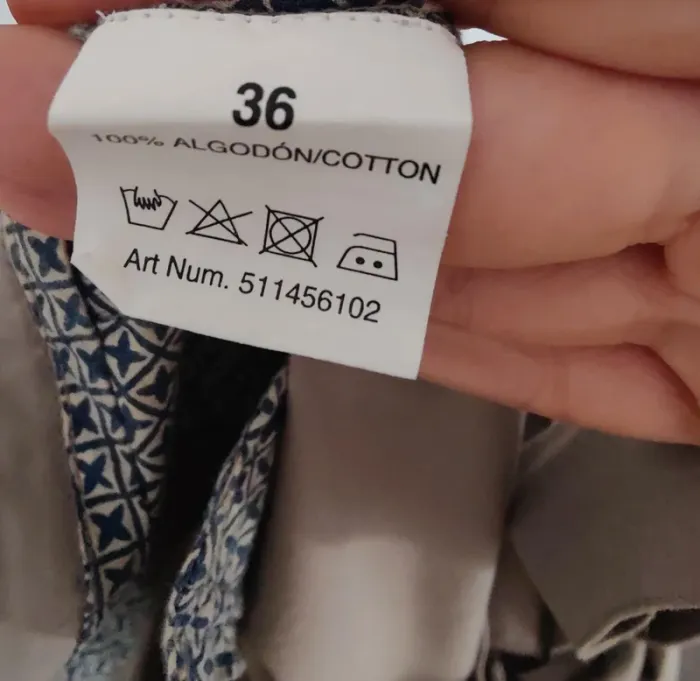 36
100% ALGODÓN/COTTON
Art Num. 511456102